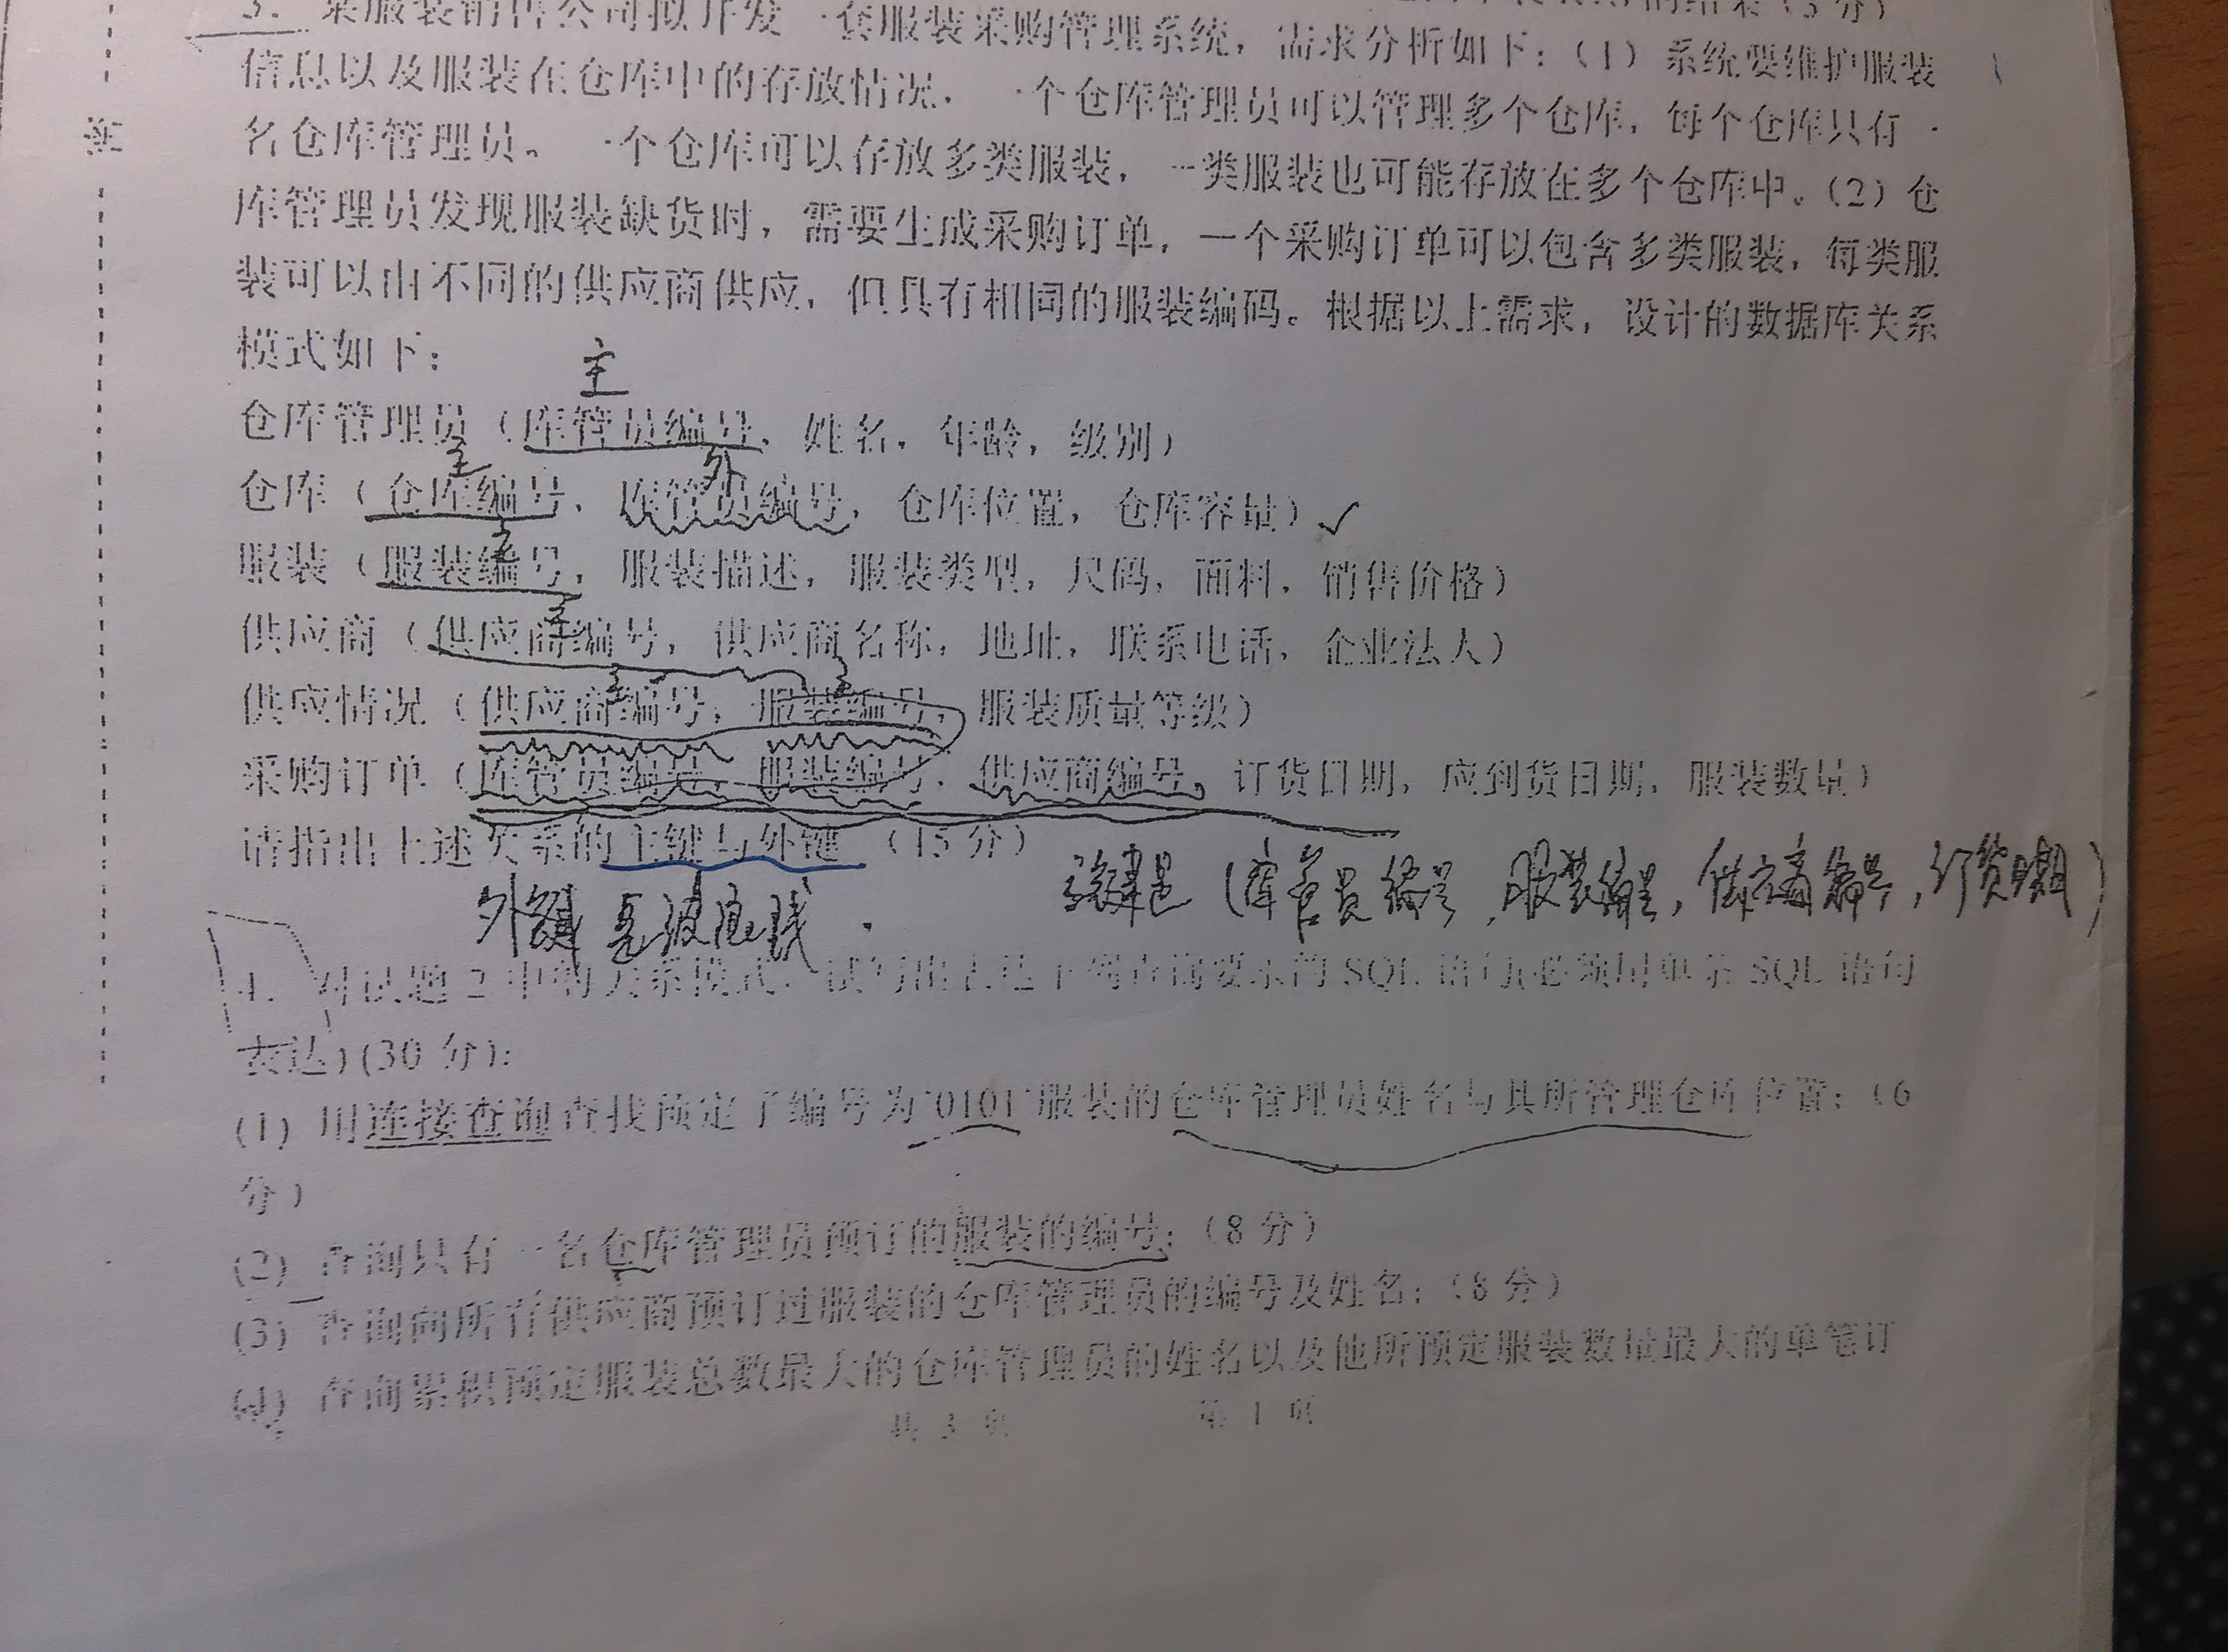 3. 某服装销售公司拟开发一套服装采购管理系统，需求分析如下：（1）系统要维护服装
信息以及服装在仓库中的存放情况。一个仓库管理员可以管理多个仓库，每个仓库只有一
名仓库管理员。一个仓库可以存放多类服装，一类服装也可能存放在多个仓库中。（2）仓
库管理员发现服装缺货时，需要生成采购订单，一个采购订单可以包含多类服装，每类服
装可以由不同的供应商供应，但具有相同的服装编码。根据以上需求，设计的数据库关系
模式如下：
主
仓库管理员（库管员编号，姓名，年龄，级别）
主 外
仓库（仓库编号，库管员编号，仓库位置，仓库容量）✓
服装（服装编号，服装描述，服装类型，尺码，面料，销售价格）
供应商（供应商编号，供应商名称，地址，联系电话，企业法人）
供应情况（供应商编号，服装编号，服装质量等级）
采购订单（库管员编号，服装编号，供应商编号，订货日期，应到货日期，服装数量）
请指出上述关系的主键与外键（15 分）
主键是（库管员编号，服装编号，供应商编号，订货日期）
外键是波浪线．
4. 对试题 2 中的关系模式，试写出上述下列查询要求的 SQL 语句(必须用单条 SQL 语句
表达)(30 分)：
(1) 用连接查询查找预定了编号为'0101'服装的仓库管理员姓名与其所管理仓库位置；（6
分）
(2) 查询只有一名仓库管理员预订的服装的编号；（8 分）
(3) 查询向所有供应商预订过服装的仓库管理员的编号及姓名；（8 分）
(4) 查询累积预定服装总数最大的仓库管理员的姓名以及他所预定服装数量最大的单笔订
共 3 页 第 1 页